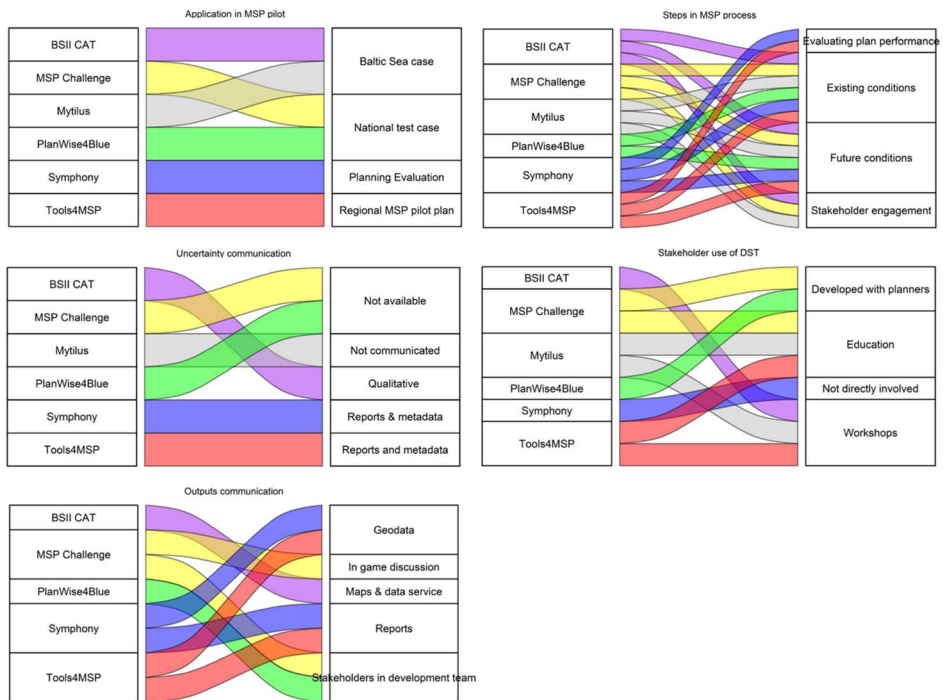 Application in MSP pilot
BSII CAT
MSP Challenge
Mytilus
PlanWise4Blue
Symphony
Tools4MSP
Baltic Sea case
National test case
Planning Evaluation
Regional MSP pilot plan
Steps in MSP process
BSII CAT
MSP Challenge
Mytilus
PlanWise4Blue
Symphony
Tools4MSP
Evaluating plan performance
Existing conditions
Future conditions
Stakeholder engagement
Uncertainty communication
BSII CAT
MSP Challenge
Mytilus
PlanWise4Blue
Symphony
Tools4MSP
Not available
Not communicated
Qualitative
Reports & metadata
Reports and metadata
Stakeholder use of DST
BSII CAT
MSP Challenge
Mytilus
PlanWise4Blue
Symphony
Tools4MSP
Developed with planners
Education
Not directly involved
Workshops
Outputs communication
BSII CAT
MSP Challenge
PlanWise4Blue
Symphony
Tools4MSP
Geodata
In game discussion
Maps & data service
Reports
Stakeholders in development team